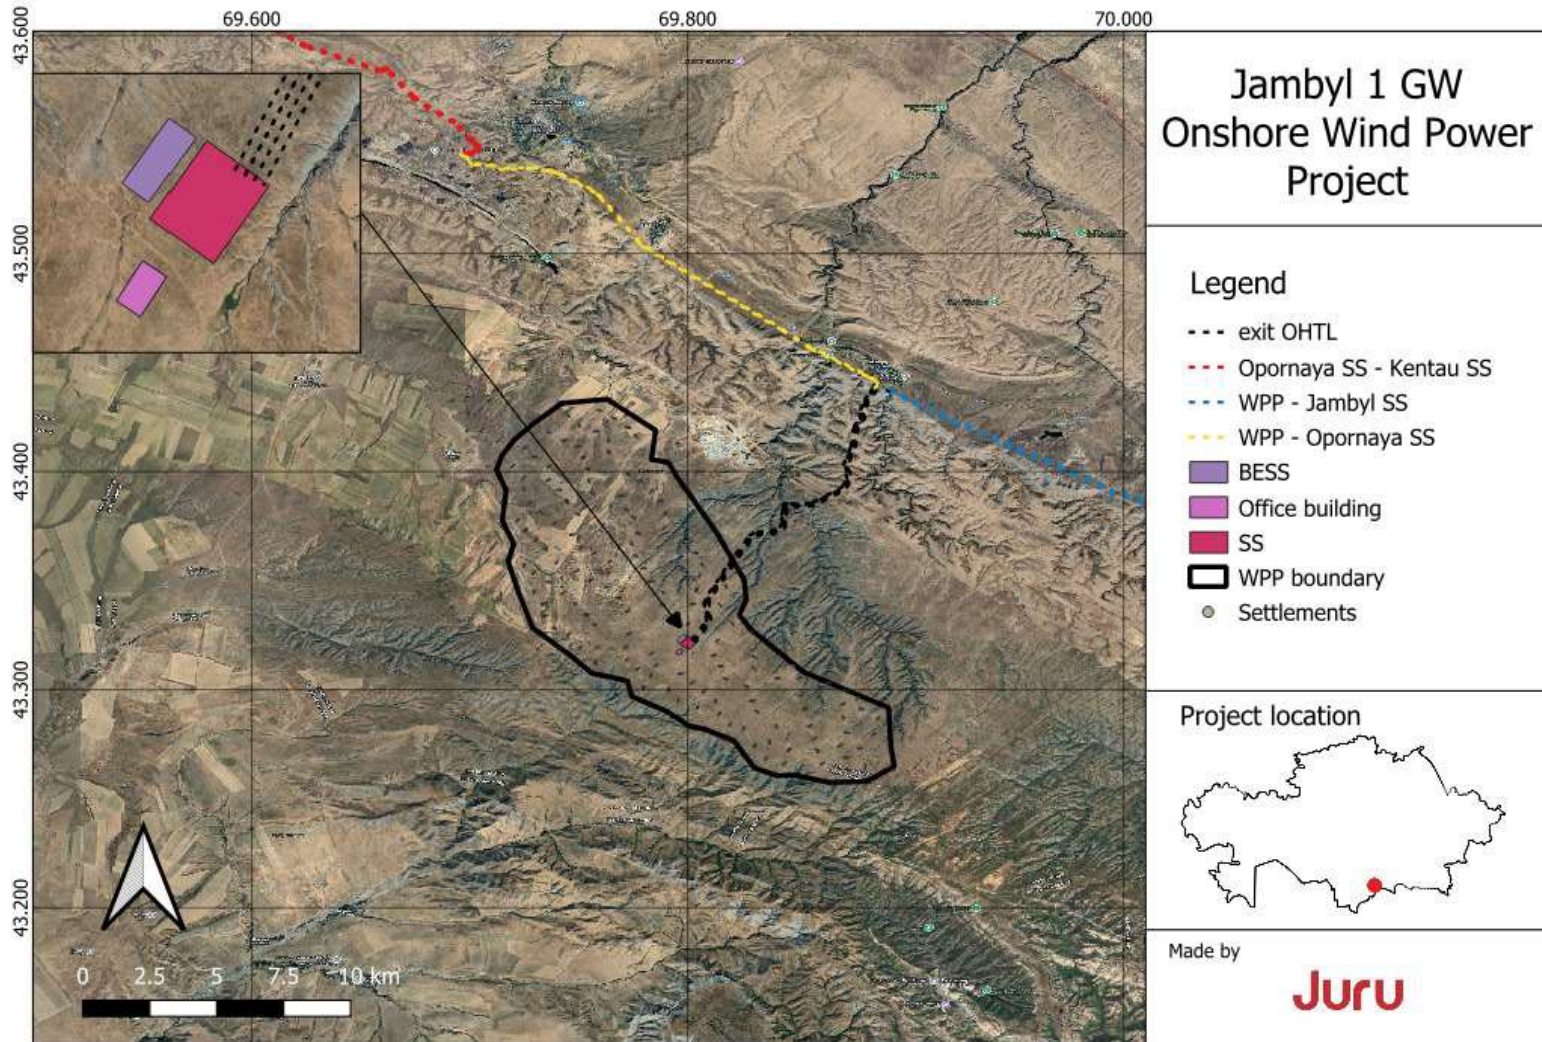 69.600
69.800
70.000
43.600
43.500
43.400
43.300
43.200
0 2.5 5 7.5 10 km
Jambyl 1 GW
Onshore Wind Power
Project
Legend
exit OHTL
Opornaya SS - Kentau SS
WPP - Jambyl SS
WPP - Opornaya SS
BESS
Office building
SS
WPP boundary
Settlements
Project location
Made by
Juru